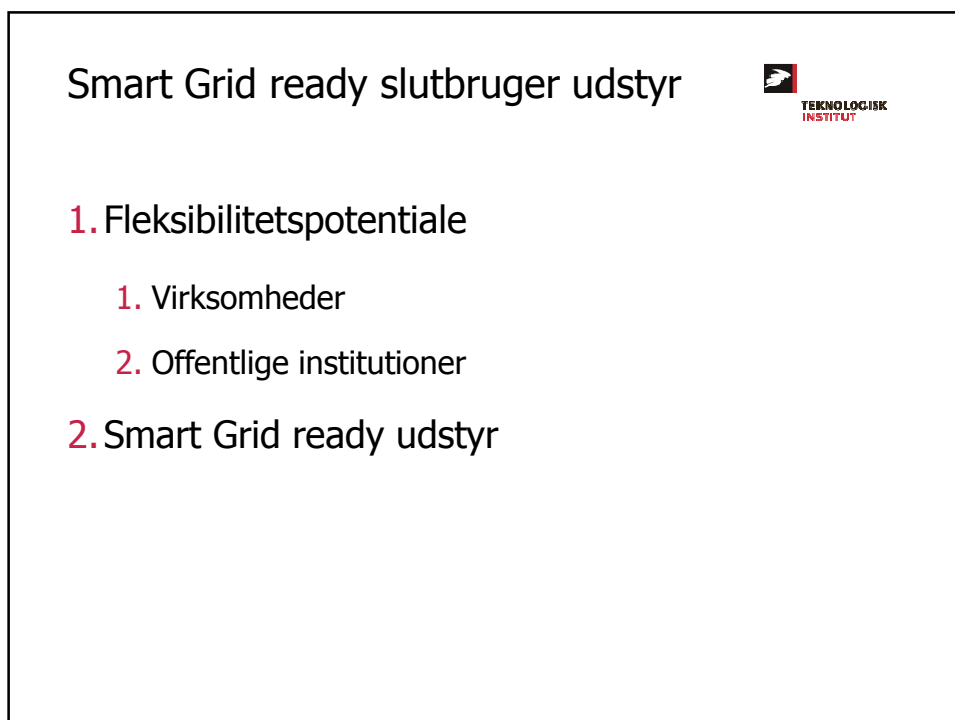 Smart Grid ready slutbruger udstyr
TEKNOLOGISK
INSTITUT
1. Fleksibilitetspotentiale
1. Virksomheder
2. Offentlige institutioner
2. Smart Grid ready udstyr